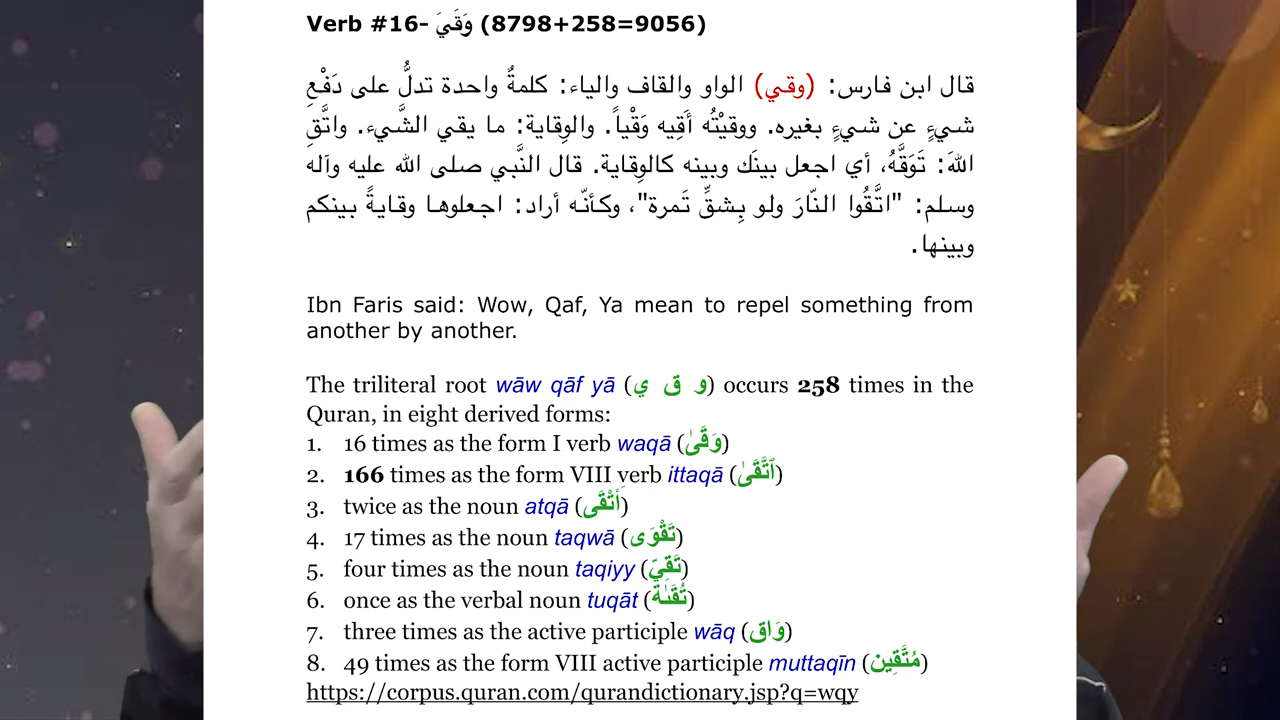 Verb #16- وَقَيَ (8798+258=9056)
قال ابن فارس: (وقي) الواو والقاف والياء: كلمةٌ واحدة تدلُّ على دَفْعِ
شيءٍ عن شيءٍ بغيره. ووقيْتُه أَقِيه وَقْياً. والوِقاية: ما يقي الشَّيء. واتَّقِ
اللهَ: تَوَقَّهُ، أي اجعل بينَك وبينه كالوِقاية. قال النَّبي صلى الله عليه وآله
وسلم: "اتَّقُوا النّارَ ولو بِشقِّ تَمرة"، وكأنّه أراد: اجعلوها وقايةً بينكم
وبينها.
Ibn Faris said: Wow, Qaf, Ya mean to repel something from
another by another.
The triliteral root wāw qāf yā (و ق ي) occurs 258 times in the
Quran, in eight derived forms:
1. 16 times as the form I verb waqā (وَقَىٰ)
2. 166 times as the form VIII verb ittaqā (ٱتَّقَىٰ)
3. twice as the noun atqā (أَتْقَى)
4. 17 times as the noun taqwā (تَقْوَى)
5. four times as the noun taqiyy (تَقِيّ)
6. once as the verbal noun tuqāt (تُقَىٰة)
7. three times as the active participle wāq (وَاق)
8. 49 times as the form VIII active participle muttaqīn (مُتَّقِين)
https://corpus.quran.com/qurandictionary.jsp?q=wqy